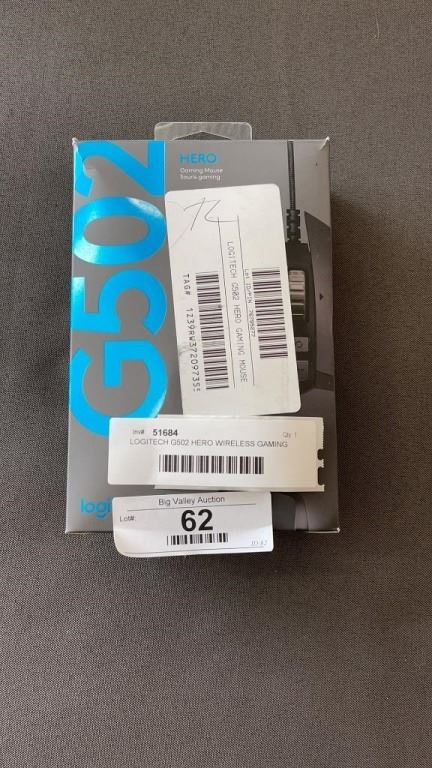 G502
HERO
Gaming Mouse
Souris gaming
LOGITECH G502 HERO GAMING MOUSE
TAG#
Inv# 51684 Qty 1
LOGITECH G502 HERO WIRELESS GAMING
Big Valley Auction
Lot#: 62
logi